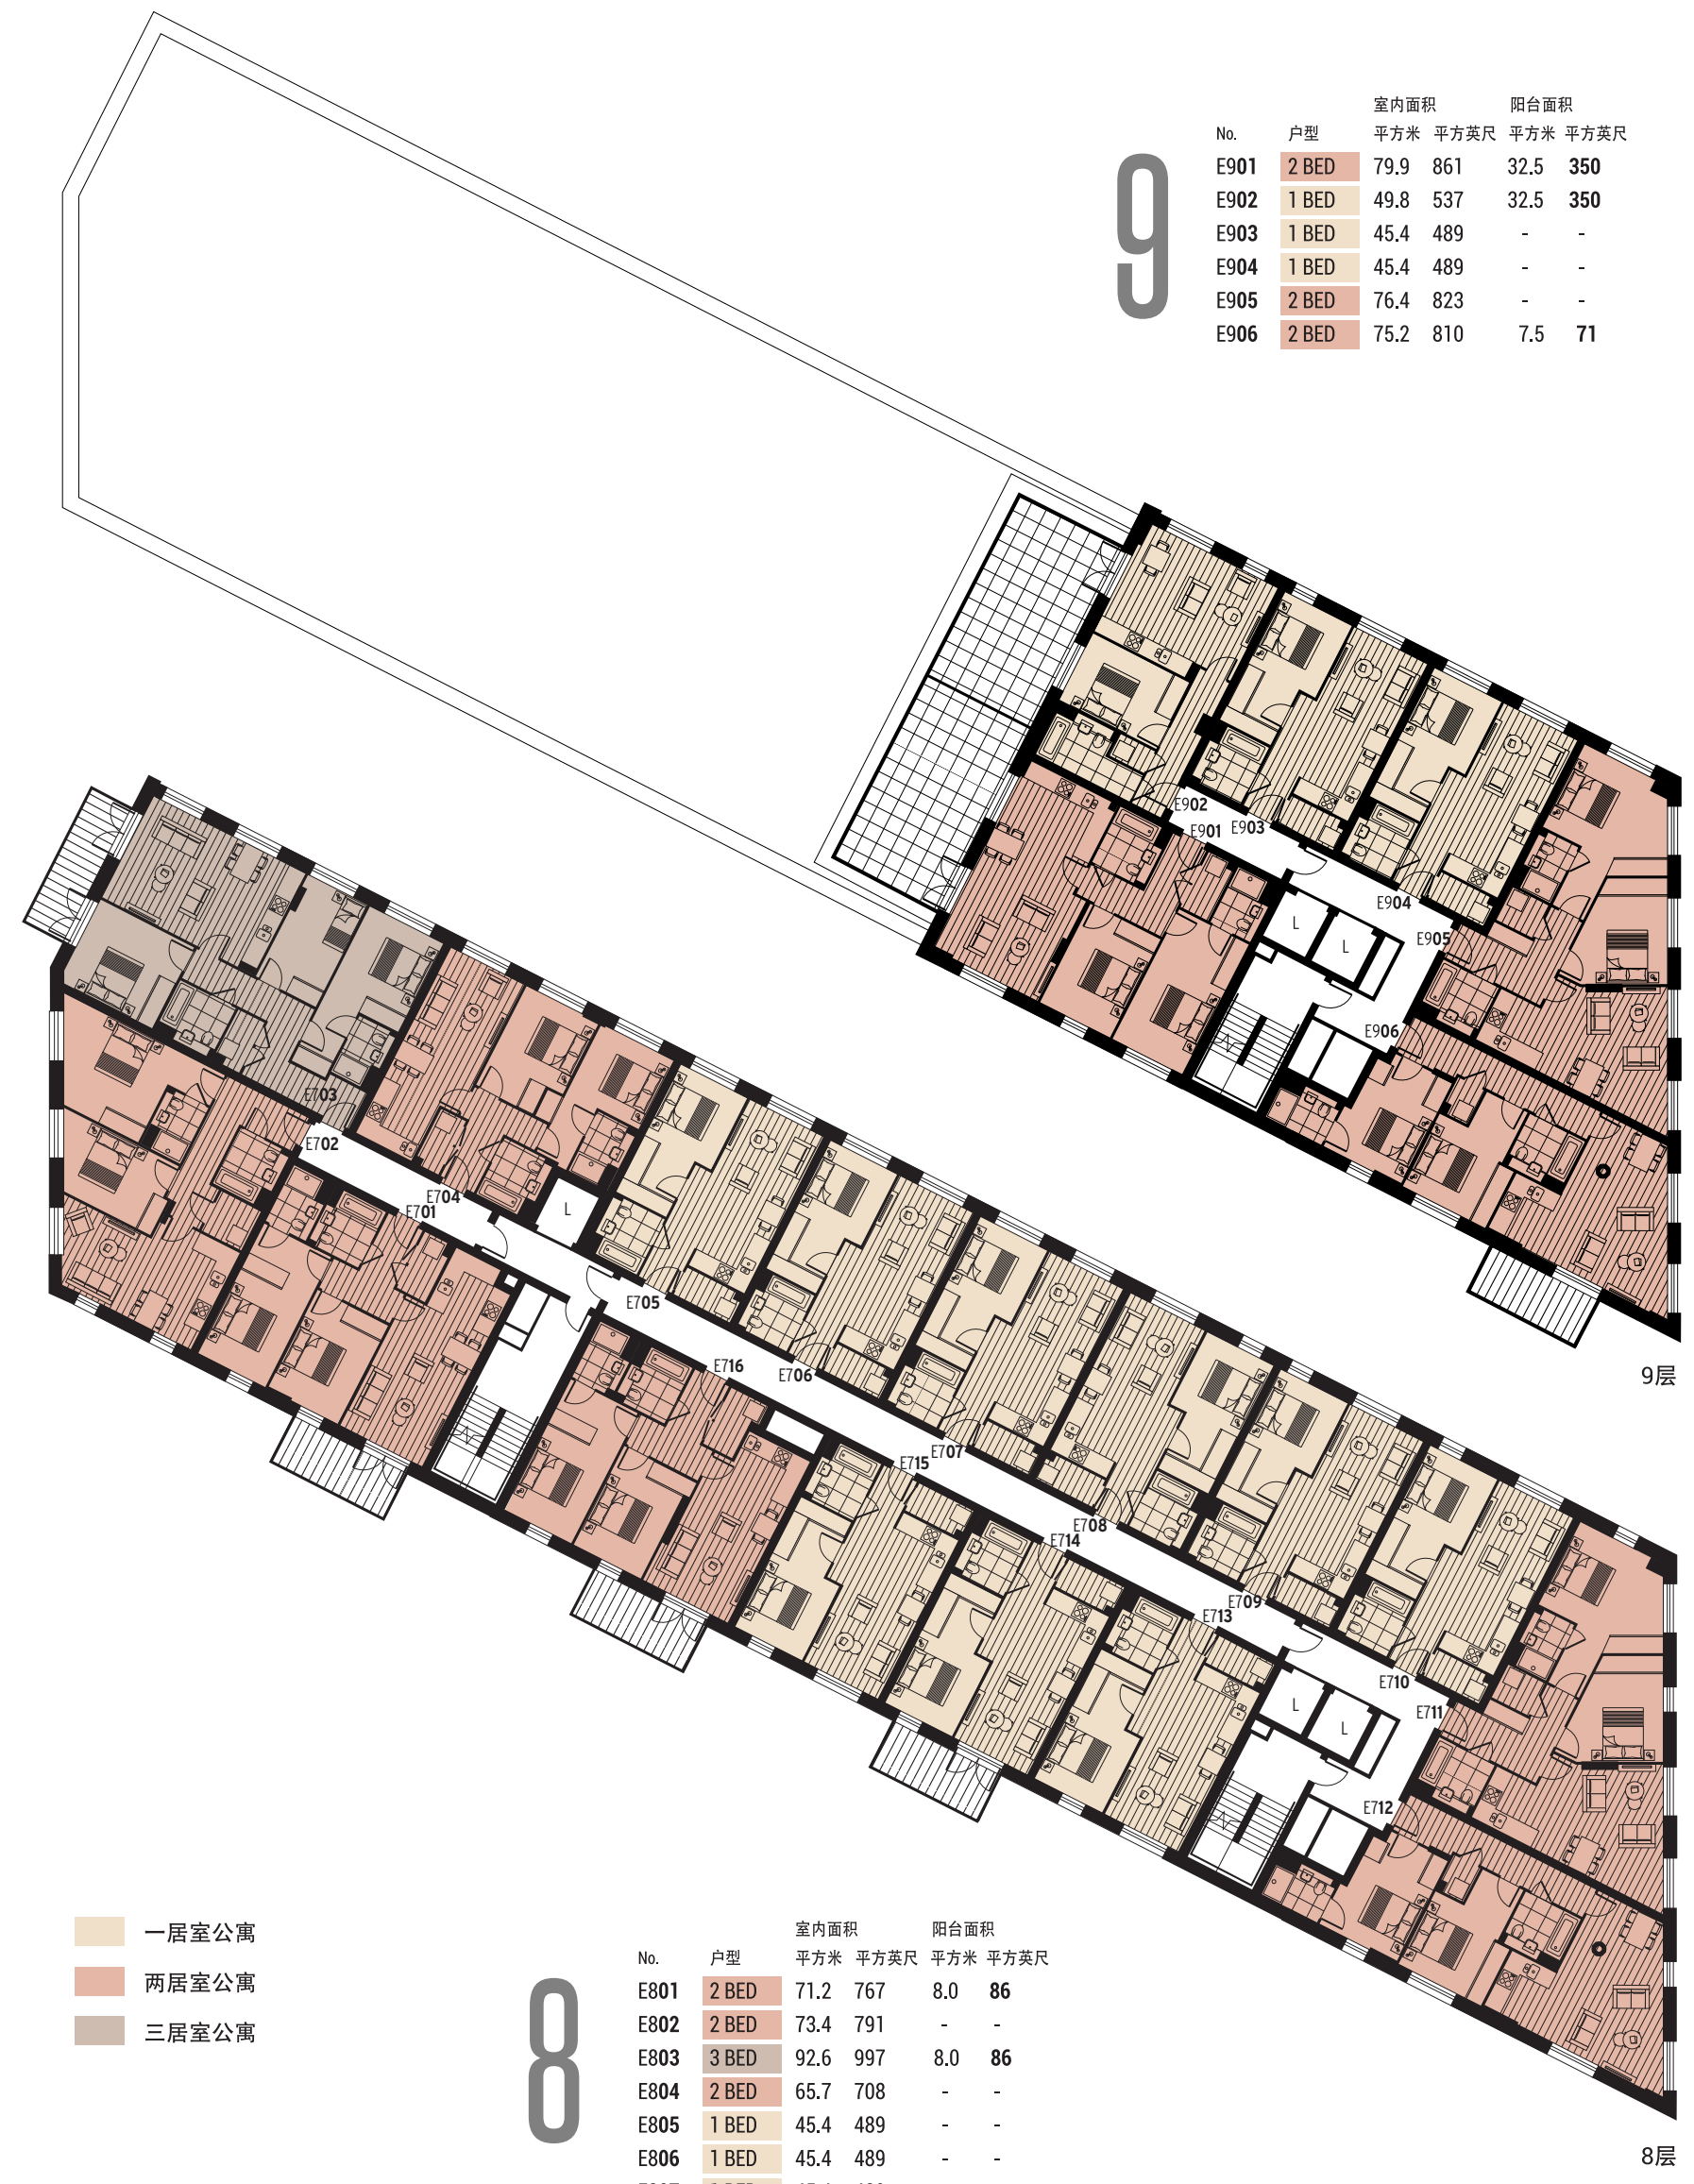 9
室内面积 阳台面积
No. 户型 平方米 平方英尺 平方米 平方英尺
E901 2 BED 79.9 861 32.5 350
E902 1 BED 49.8 537 32.5 350
E903 1 BED 45.4 489 - -
E904 1 BED 45.4 489 - -
E905 2 BED 76.4 823 - -
E906 2 BED 75.2 810 7.5 71
E902
E901 E903
E904
L
L
E905
E906
9层
E703
E702
E704
E701
L
E705
E716
E706
E707
E715
E708
E714
E709
E713
E710
L
L
E711
E712
8层
一居室公寓
两居室公寓
三居室公寓
8
室内面积 阳台面积
No. 户型 平方米 平方英尺 平方米 平方英尺
E801 2 BED 71.2 767 8.0 86
E802 2 BED 73.4 791 - -
E803 3 BED 92.6 997 8.0 86
E804 2 BED 65.7 708 - -
E805 1 BED 45.4 489 - -
E806 1 BED 45.4 489 - -